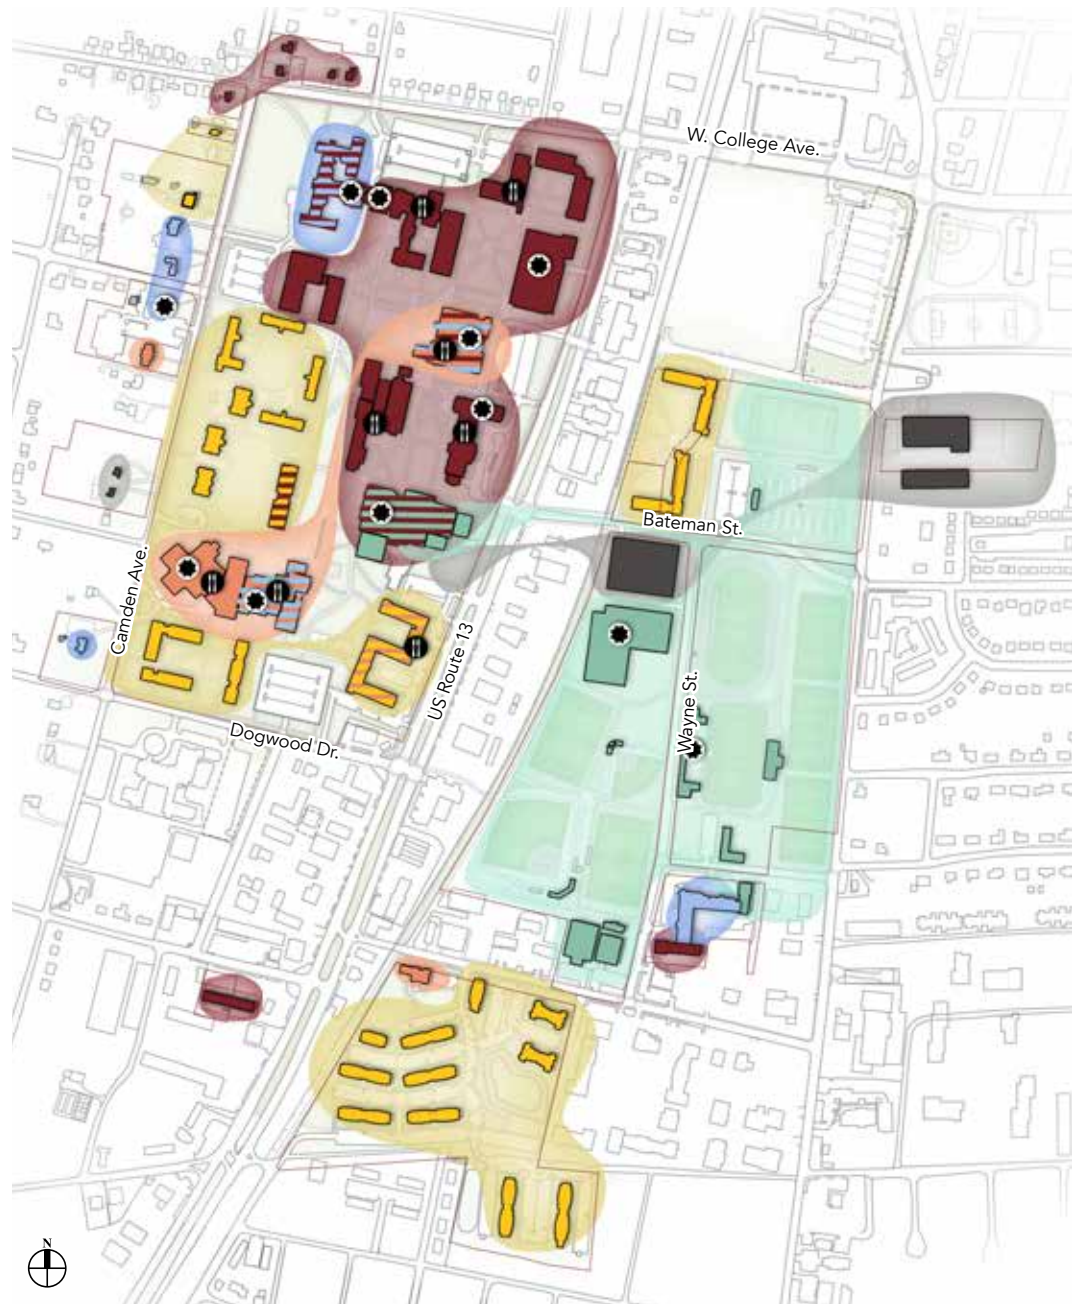 W. College Ave.
Bateman St.
Camden Ave.
US Route 13
Wayne St.
Dogwood Dr.
N